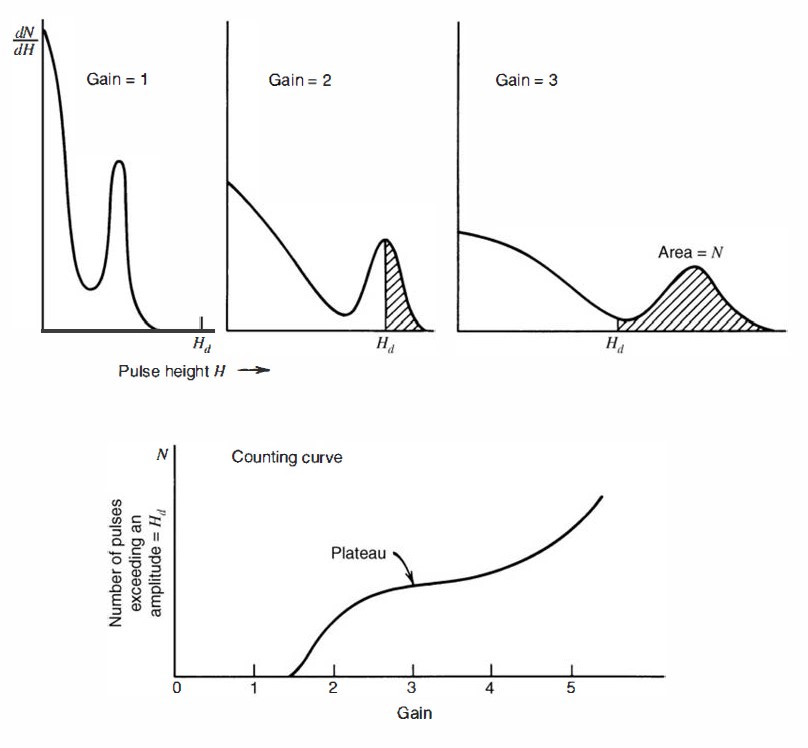 dN
dH
Gain = 1
Gain = 2
Gain = 3
Area = N
H_d
H_d
H_d
Pulse height H
N
Counting curve
Number of pulses
exceeding an
amplitude = H_d
Plateau
0 1 2 3 4 5
Gain